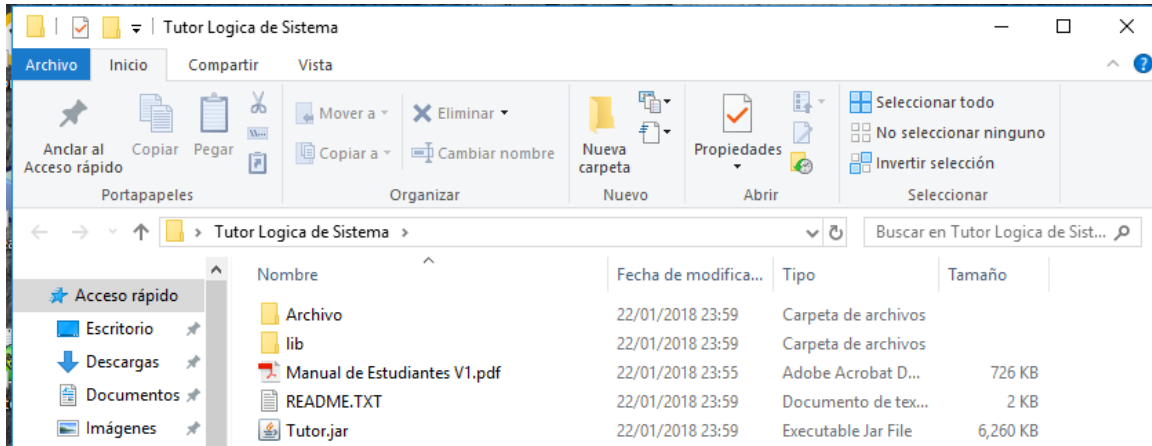 Tutor Logica de Sistema
Archivo Inicio Compartir Vista
Anclar al Acceso rápido
Copiar
Pegar
Portapapeles
Mover a
Copiar a
Eliminar
Cambiar nombre
Organizar
Nueva carpeta
Nuevo
Propiedades
Abrir
Seleccionar todo
No seleccionar ninguno
Invertir selección
Seleccionar
Tutor Logica de Sistema
Buscar en Tutor Logica de Sist...
Nombre Fecha de modifica... Tipo Tamaño
Acceso rápido
Escritorio
Descargas
Documentos
Imágenes
Archivo 22/01/2018 23:59 Carpeta de archivos
lib 22/01/2018 23:59 Carpeta de archivos
Manual de Estudiantes V1.pdf 22/01/2018 23:55 Adobe Acrobat D... 726 KB
README.TXT 22/01/2018 23:59 Documento de tex... 2 KB
Tutor.jar 22/01/2018 23:59 Executable Jar File 6,260 KB